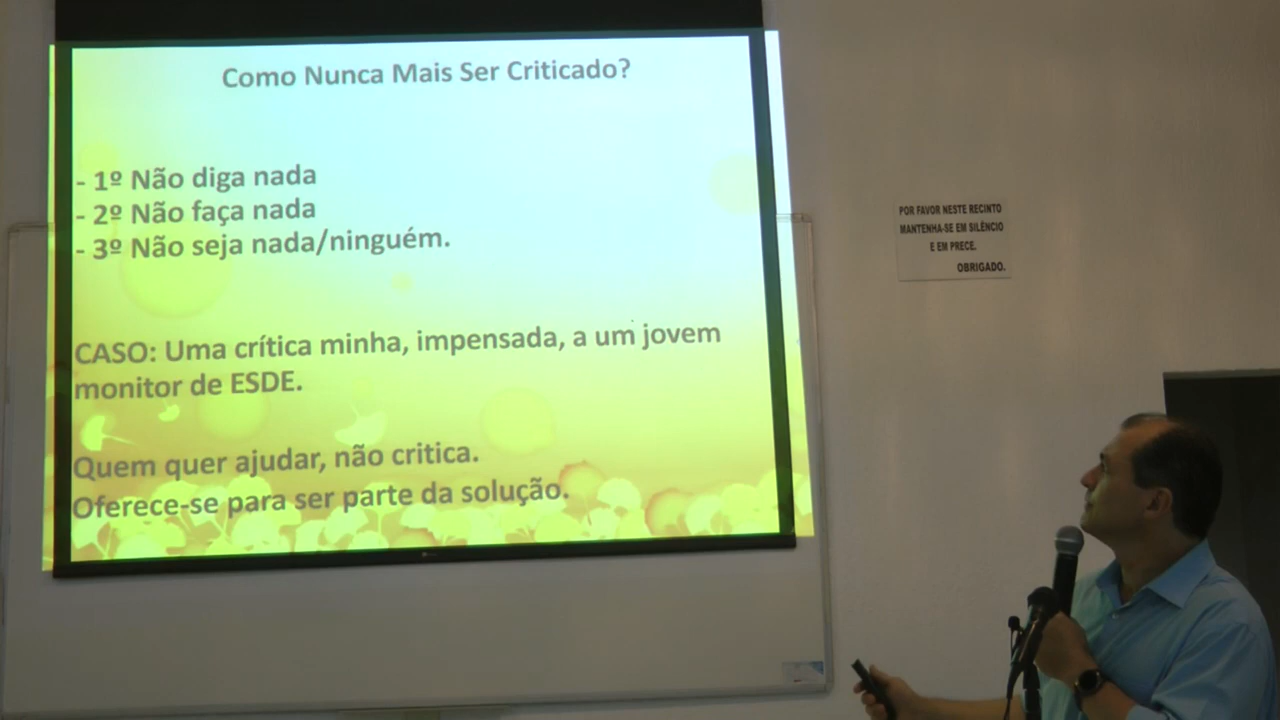 Como Nunca Mais Ser Criticado?
- 1º Não diga nada
- 2º Não faça nada
- 3º Não seja nada/ninguém.
CASO: Uma crítica minha, impensada, a um jovem
monitor de ESDE.
Quem quer ajudar, não critica.
Oferece-se para ser parte da solução.
POR FAVOR NESTE RECINTO
MANTENHA-SE EM SILÊNCIO
E EM PRECE.
OBRIGADO.